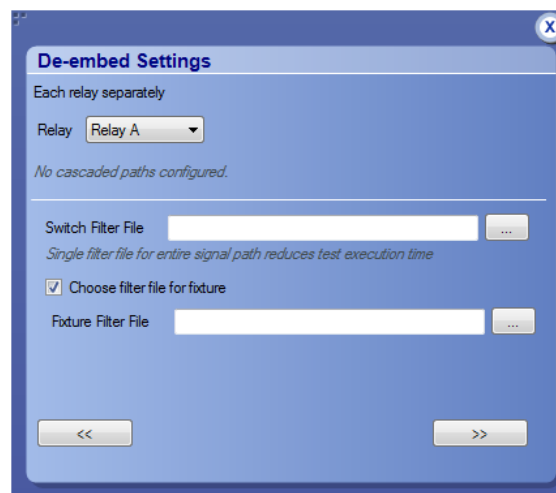 X
De-embed Settings
Each relay separately
Relay Relay A
No cascaded paths configured.
Switch Filter File ...
Single filter file for entire signal path reduces test execution time
Choose filter file for fixture
Fixture Filter File ...
<< >>